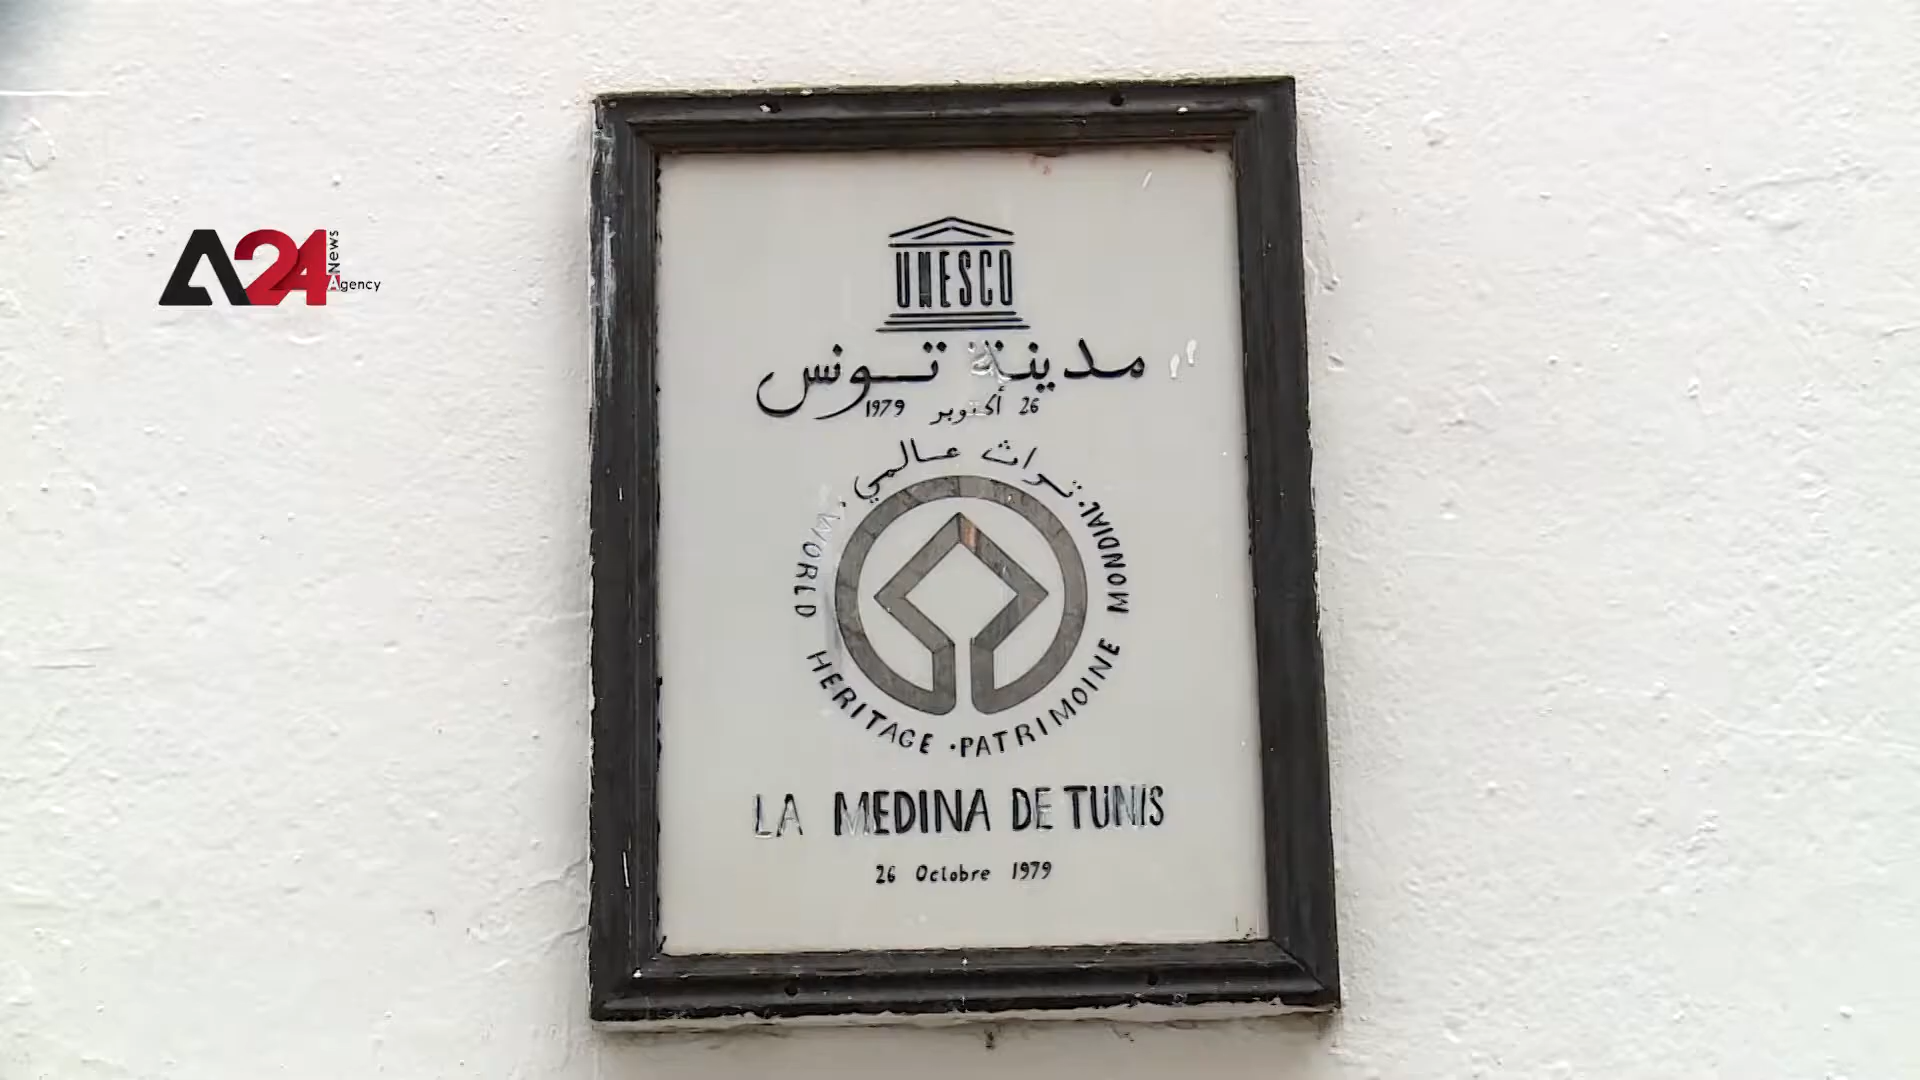 A24 News Agency
UNESCO
مدينة تونس
26 أكتوبر 1979
تراث عالمي
WORLD HERITAGE · PATRIMOINE MONDIAL ·
LA MEDINA DE TUNIS
26 Octobre 1979